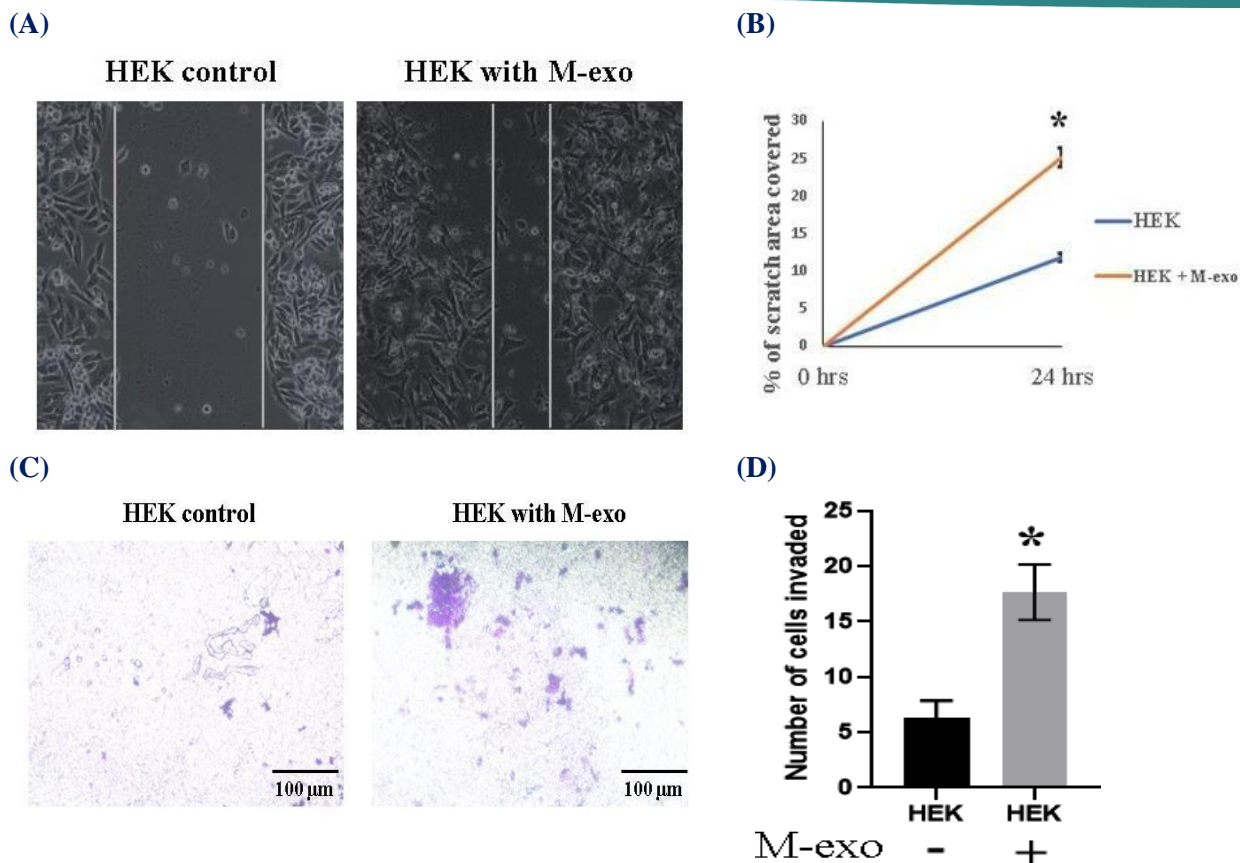 (A)
HEK control
HEK with M-exo
(B)
% of scratch area covered
30
25
20
15
10
5
0
0 hrs
24 hrs
*
HEK
HEK + M-exo
(C)
HEK control
HEK with M-exo
100 µm
100 µm
(D)
Number of cells invaded
25
20
15
10
5
0
*
HEK
HEK
M-exo - +